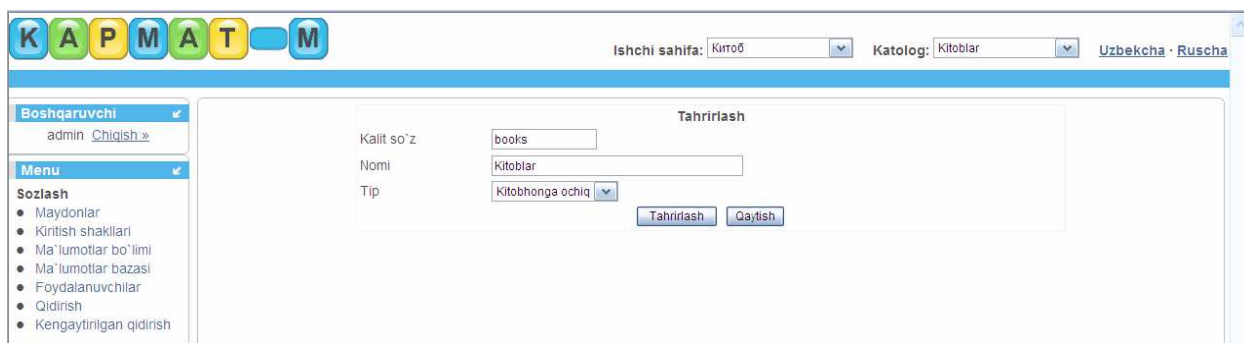 КАРМАТ-М
Ishchi sahifa: Китоб Katolog: Kitoblar Uzbekcha · Ruscha
Boshqaruvchi
admin Chiqish »
Menu
Sozlash
Maydonlar
Kiritish shakllari
Ma`lumotlar bo`limi
Ma`lumotlar bazasi
Foydalanuvchilar
Qidirish
Kengaytirilgan qidirish
Tahrirlash
Kalit so`z books
Nomi Kitoblar
Tip Kitobhonga ochiq
Tahrirlash Qaytish